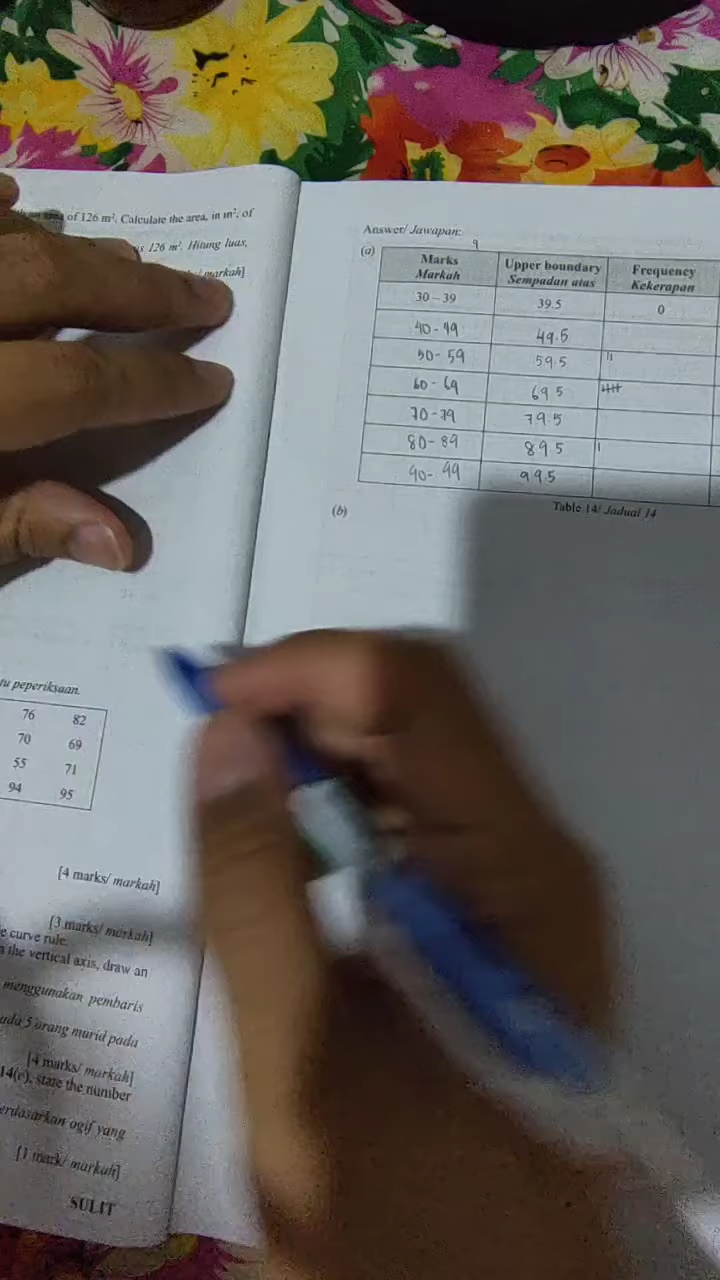 of 126 m². Calculate the area, in m², of
126 m². Hitung luas,
markah]
tu peperiksaan.
76 82
70 69
55 71
94 95
[4 marks/ markah]
[3 marks/ markah]
e curve rule.
the vertical axis, draw an
menggunakan pembaris
ada 5 orang murid pada
[4 marks/ markah]
14(c), state the number
erdasarkan ogif yang
[1 mark/ markah]
SULIT
Answer/ Jawapan:
9
(a)
Marks Upper boundary Frequency
Markah Sempadan atas Kekerapan
30 – 39 39.5 0
40 - 49 49.5
50 - 59 59.5 ||
60 - 69 69.5 ||||
70 - 79 79.5
80 - 89 89.5 |
90 - 99 99.5
Table 14/ Jadual 14
(b)